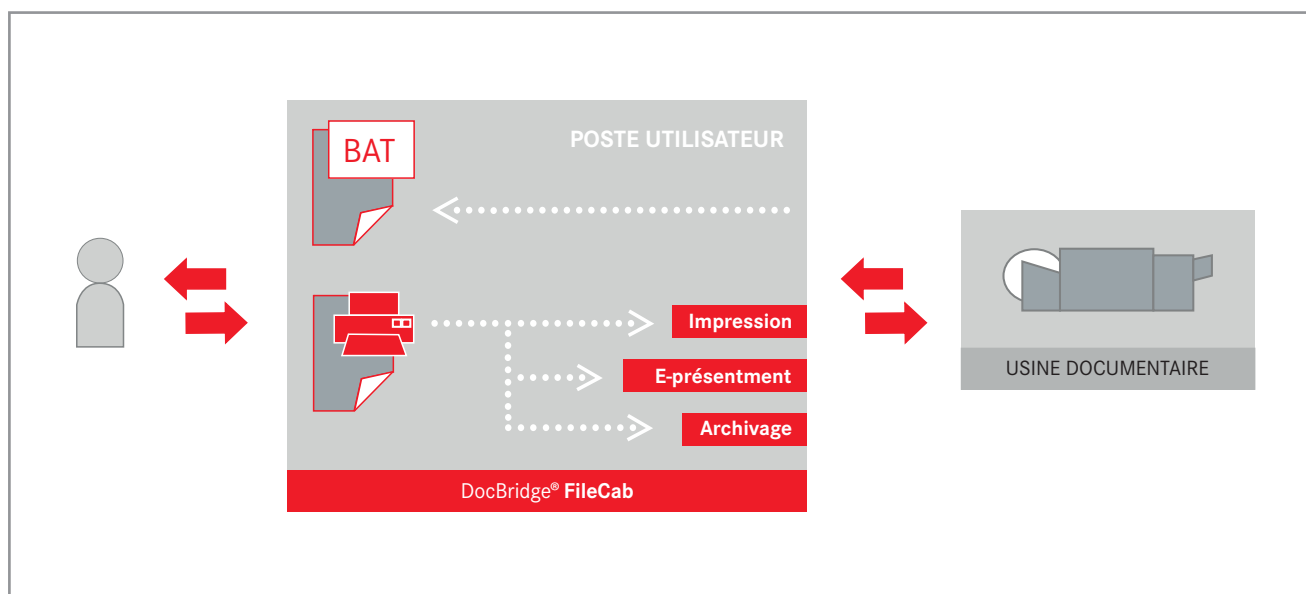 BAT
POSTE UTILISATEUR
Impression
E-présentment
Archivage
DocBridge® FileCab
USINE DOCUMENTAIRE